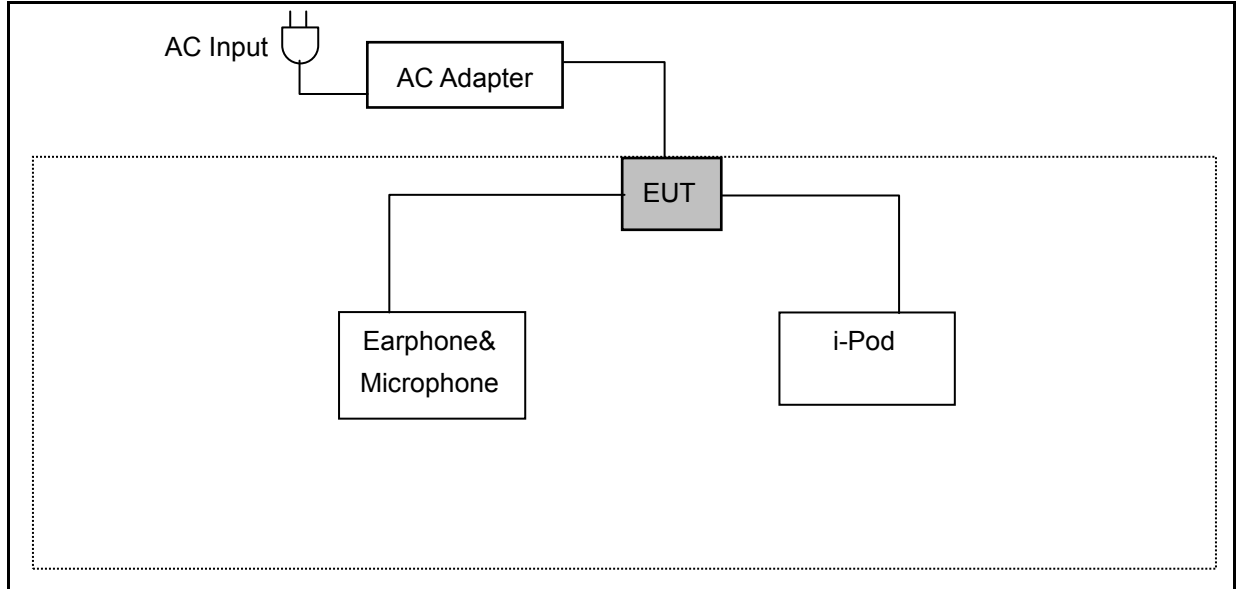 AC Input
AC Adapter
EUT
Earphone&
Microphone
i-Pod